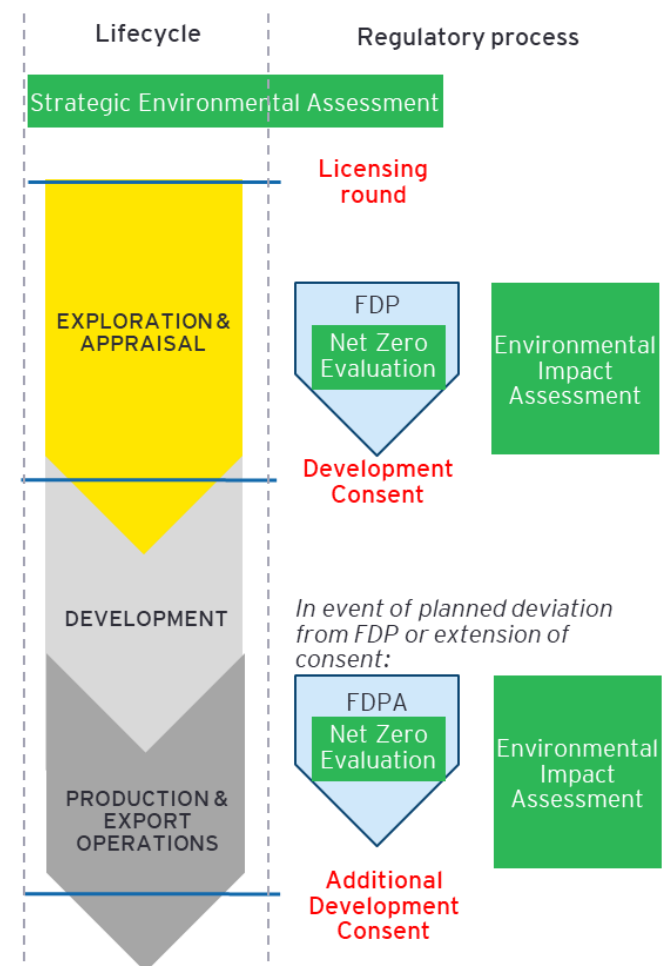 Lifecycle
Regulatory process
Strategic Environmental Assessment
Licensing
round
EXPLORATION &
APPRAISAL
FDP
Net Zero
Evaluation
Environmental
Impact
Assessment
Development
Consent
DEVELOPMENT
In event of planned deviation
from FDP or extension of
consent:
FDPA
Net Zero
Evaluation
Environmental
Impact
Assessment
PRODUCTION &
EXPORT
OPERATIONS
Additional
Development
Consent